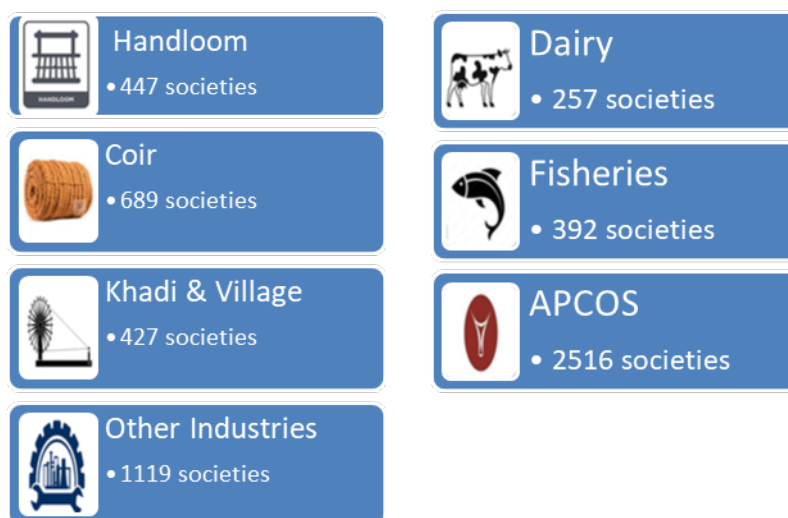 Handloom
• 447 societies
HANDLOOM
Coir
• 689 societies
Khadi & Village
• 427 societies
Other Industries
• 1119 societies
Dairy
• 257 societies
Fisheries
• 392 societies
APCOS
• 2516 societies